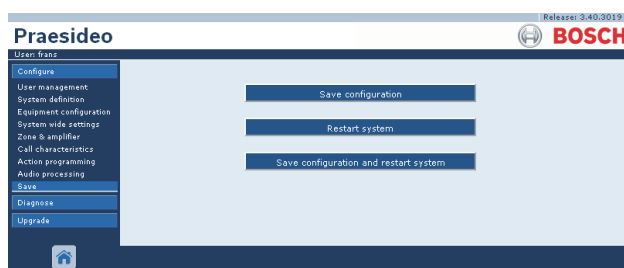 Release: 3.40.3019
Praesideo
BOSCH
User: frans
Configure
User management
System definition
Equipment configuration
System wide settings
Zone & amplifier
Call characteristics
Action programming
Audio processing
Save
Diagnose
Upgrade
Save configuration
Restart system
Save configuration and restart system